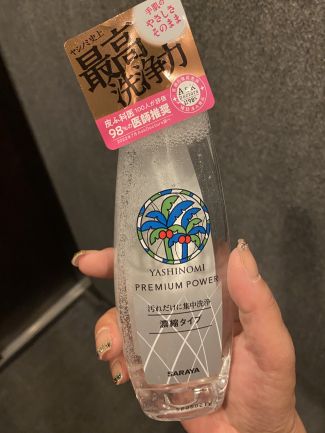 手肌の
やさしさ
そのまま
ヤシノミ史上
最高
洗浄力
皮ふ科医100人が評価
98%の医師推奨
YASHINOMI
PREMIUM POWER
汚れだけに集中洗浄
濃縮タイプ
SARAYA